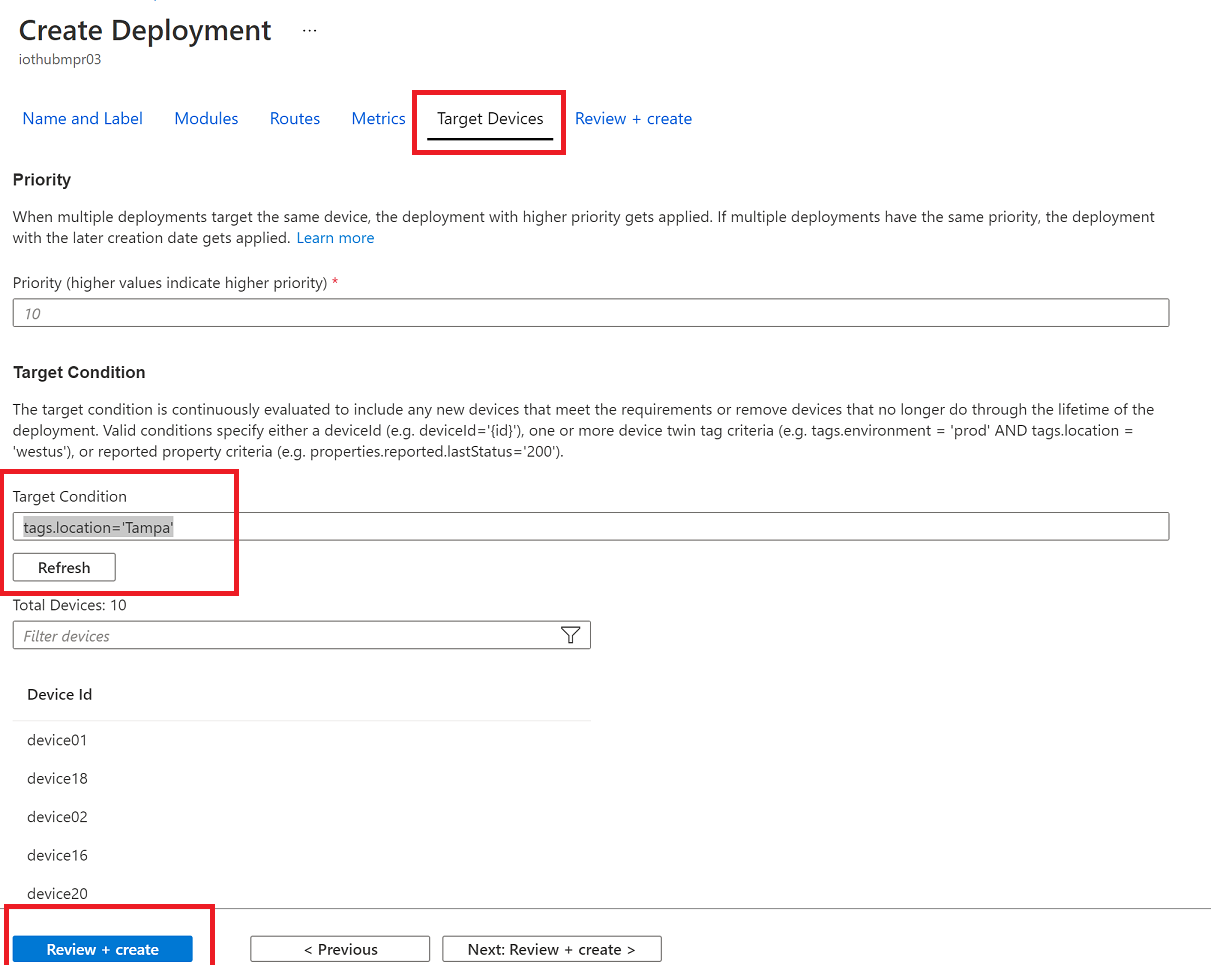 Create Deployment ...
iothubmpr03
Name and Label Modules Routes Metrics Target Devices Review + create
Priority
When multiple deployments target the same device, the deployment with higher priority gets applied. If multiple deployments have the same priority, the deployment
with the later creation date gets applied. Learn more
Priority (higher values indicate higher priority) *
10
Target Condition
The target condition is continuously evaluated to include any new devices that meet the requirements or remove devices that no longer do through the lifetime of the
deployment. Valid conditions specify either a deviceId (e.g. deviceId='{id}'), one or more device twin tag criteria (e.g. tags.environment = 'prod' AND tags.location =
'westus'), or reported property criteria (e.g. properties.reported.lastStatus='200').
Target Condition
tags.location='Tampa'
Refresh
Total Devices: 10
Filter devices
Device Id
device01
device18
device02
device16
device20
Review + create < Previous Next: Review + create >